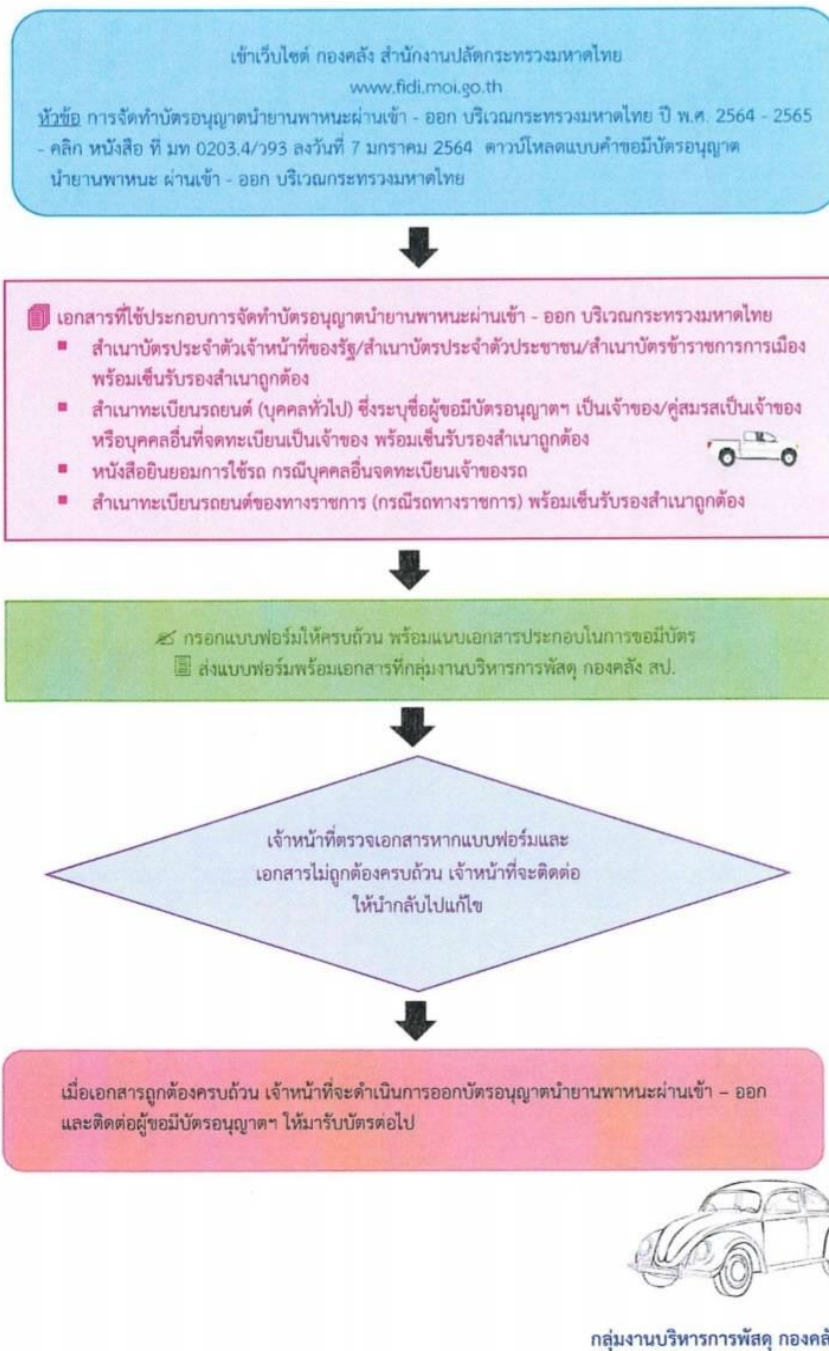 เข้าเว็บไซต์ กองคลัง สำนักงานปลัดกระทรวงมหาดไทย
www.fidi.moi.go.th
หัวข้อ การจัดทำบัตรอนุญาตนำยานพาหนะผ่านเข้า - ออก บริเวณกระทรวงมหาดไทย ปี พ.ศ. 2564 - 2565
- คลิก หนังสือ ที่ มท 0203.4/ว93 ลงวันที่ 7 มกราคม 2564 ดาวน์โหลดแบบคำขอมีบัตรอนุญาต
นำยานพาหนะ ผ่านเข้า - ออก บริเวณกระทรวงมหาดไทย
เอกสารที่ใช้ประกอบการจัดทำบัตรอนุญาตนำยานพาหนะผ่านเข้า - ออก บริเวณกระทรวงมหาดไทย
▪ สำเนาบัตรประจำตัวเจ้าหน้าที่ของรัฐ/สำเนาบัตรประจำตัวประชาชน/สำเนาบัตรข้าราชการการเมือง
พร้อมเซ็นรับรองสำเนาถูกต้อง
▪ สำเนาทะเบียนรถยนต์ (บุคคลทั่วไป) ซึ่งระบุชื่อผู้ขอมีบัตรอนุญาตฯ เป็นเจ้าของ/คู่สมรสเป็นเจ้าของ
หรือบุคคลอื่นที่จดทะเบียนเป็นเจ้าของ พร้อมเซ็นรับรองสำเนาถูกต้อง
▪ หนังสือยินยอมการใช้รถ กรณีบุคคลอื่นจดทะเบียนเจ้าของรถ
▪ สำเนาทะเบียนรถยนต์ของทางราชการ (กรณีรถทางราชการ) พร้อมเซ็นรับรองสำเนาถูกต้อง
กรอกแบบฟอร์มให้ครบถ้วน พร้อมแนบเอกสารประกอบในการขอมีบัตร
ส่งแบบฟอร์มพร้อมเอกสารที่กลุ่มงานบริหารการพัสดุ กองคลัง สป.
เจ้าหน้าที่ตรวจเอกสารหากแบบฟอร์มและ
เอกสารไม่ถูกต้องครบถ้วน เจ้าหน้าที่จะติดต่อ
ให้นำกลับไปแก้ไข
เมื่อเอกสารถูกต้องครบถ้วน เจ้าหน้าที่จะดำเนินการออกบัตรอนุญาตนำยานพาหนะผ่านเข้า – ออก
และติดต่อผู้ขอมีบัตรอนุญาตฯ ให้มารับบัตรต่อไป
กลุ่มงานบริหารการพัสดุ